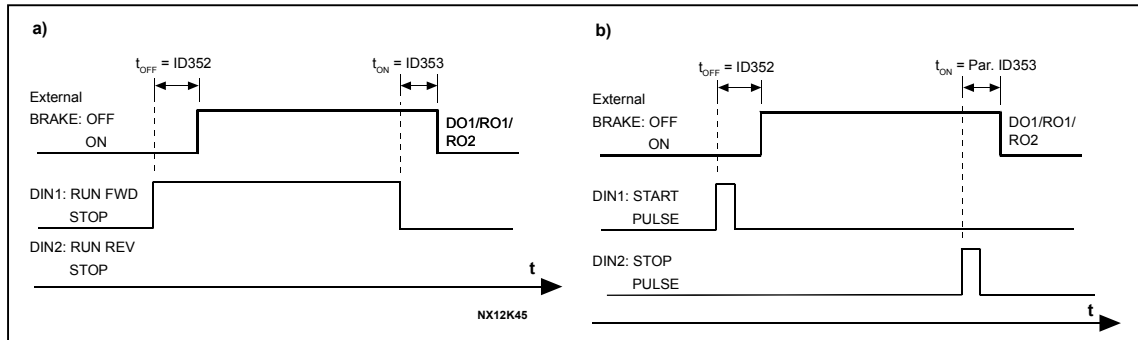 a)
t_OFF = ID352
t_ON = ID353
External
BRAKE: OFF
ON
DO1/RO1/
RO2
DIN1: RUN FWD
STOP
DIN2: RUN REV
STOP
t
NX12K45
b)
t_OFF = ID352
t_ON = Par. ID353
External
BRAKE: OFF
ON
DO1/RO1/
RO2
DIN1: START
PULSE
DIN2: STOP
PULSE
t